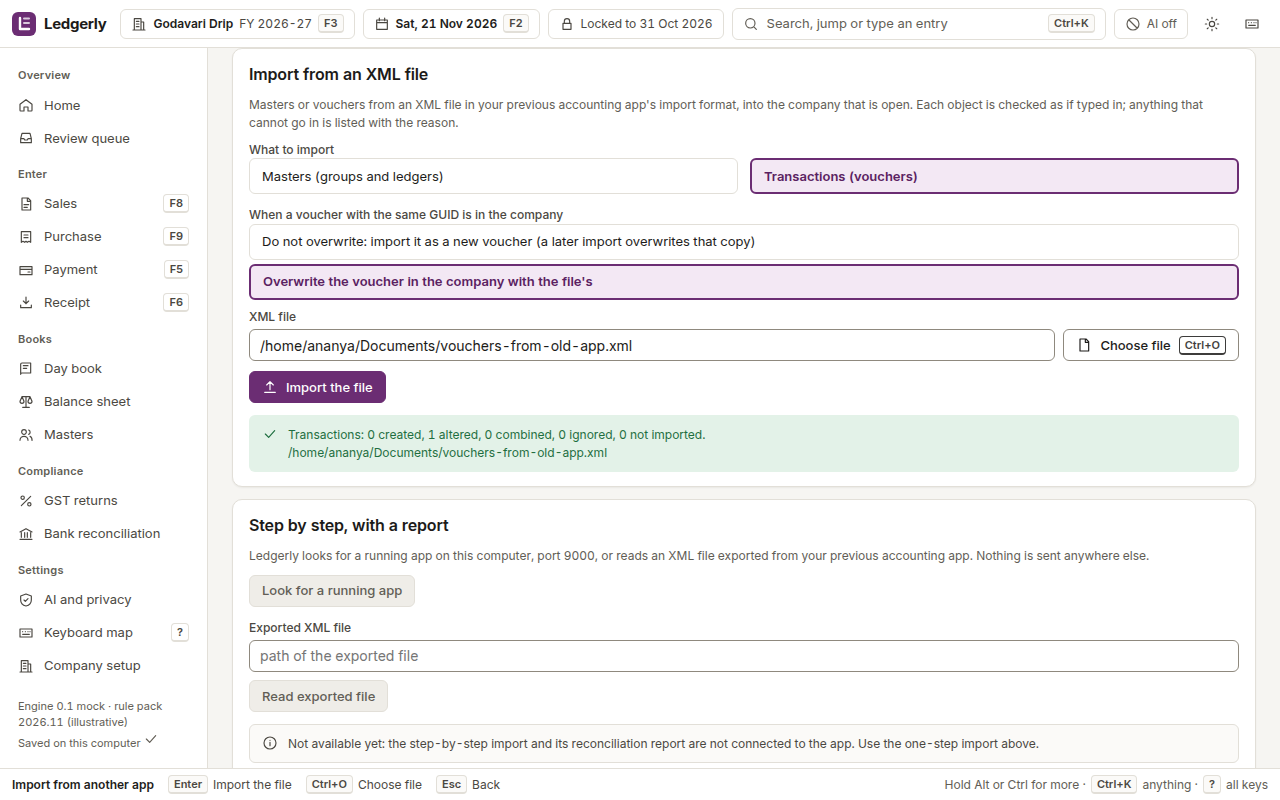 Ledgerly
Godavari Drip FY 2026-27 F3
Sat, 21 Nov 2026 F2
Locked to 31 Oct 2026
Search, jump or type an entry Ctrl+K
AI off
Overview
Home
Review queue
Enter
Sales F8
Purchase F9
Payment F5
Receipt F6
Books
Day book
Balance sheet
Masters
Compliance
GST returns
Bank reconciliation
Settings
AI and privacy
Keyboard map ?
Company setup
Engine 0.1 mock · rule pack
2026.11 (illustrative)
Saved on this computer
Import from an XML file
Masters or vouchers from an XML file in your previous accounting app's import format, into the company that is open. Each object is checked as if typed in; anything that
cannot go in is listed with the reason.
What to import
Masters (groups and ledgers)
Transactions (vouchers)
When a voucher with the same GUID is in the company
Do not overwrite: import it as a new voucher (a later import overwrites that copy)
Overwrite the voucher in the company with the file's
XML file
/home/ananya/Documents/vouchers-from-old-app.xml
Choose file Ctrl+O
Import the file
Transactions: 0 created, 1 altered, 0 combined, 0 ignored, 0 not imported.
/home/ananya/Documents/vouchers-from-old-app.xml
Step by step, with a report
Ledgerly looks for a running app on this computer, port 9000, or reads an XML file exported from your previous accounting app. Nothing is sent anywhere else.
Look for a running app
Exported XML file
path of the exported file
Read exported file
Not available yet: the step-by-step import and its reconciliation report are not connected to the app. Use the one-step import above.
Import from another app Enter Import the file Ctrl+O Choose file Esc Back
Hold Alt or Ctrl for more · Ctrl+K anything · ? all keys